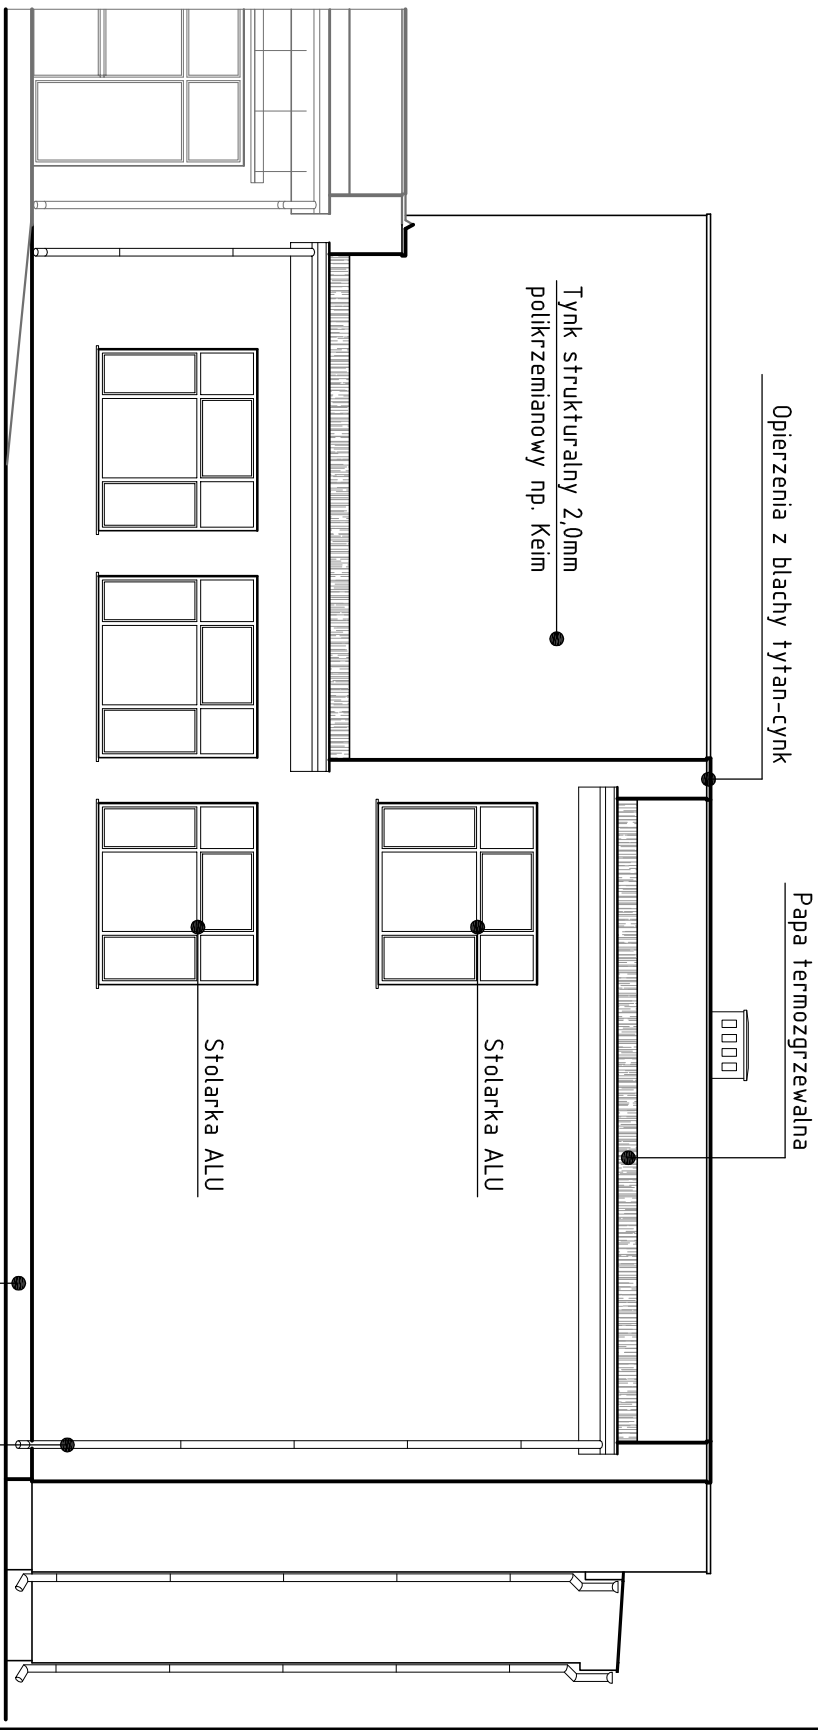 Opierzenia z blachy tytan-cynk
Papa termozgrzewalna
Tynk strukturalny 2,0mm
polikrzemianowy np. Keim
Stolarka ALU
Stolarka ALU